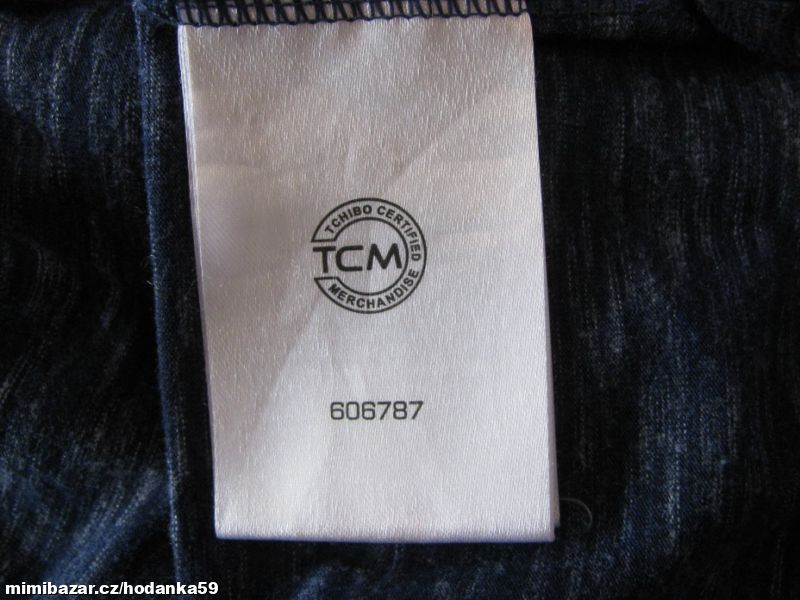 TCHIBO CERTIFIED
TCM
MERCHANDISE
606787
mimibazar.cz/hodanka59